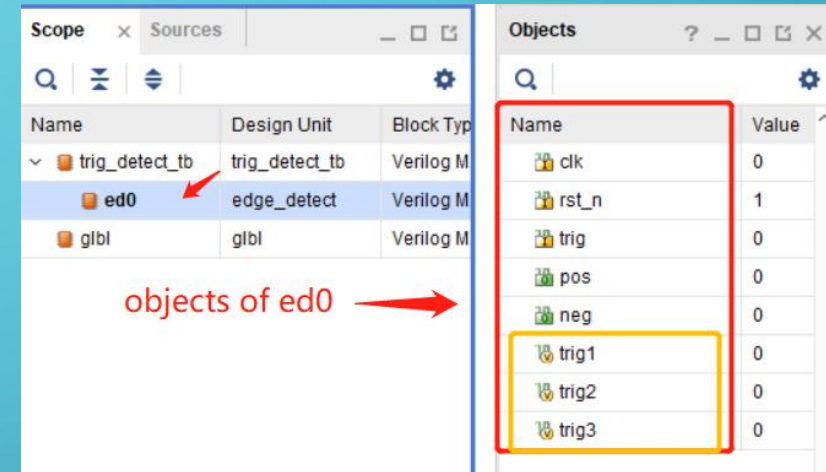 Scope × Sources
Name Design Unit Block Typ
trig_detect_tb trig_detect_tb Verilog M
ed0 edge_detect Verilog M
glbl glbl Verilog M
objects of ed0
Objects ?
Name Value
clk 0
rst_n 1
trig 0
pos 0
neg 0
trig1 0
trig2 0
trig3 0